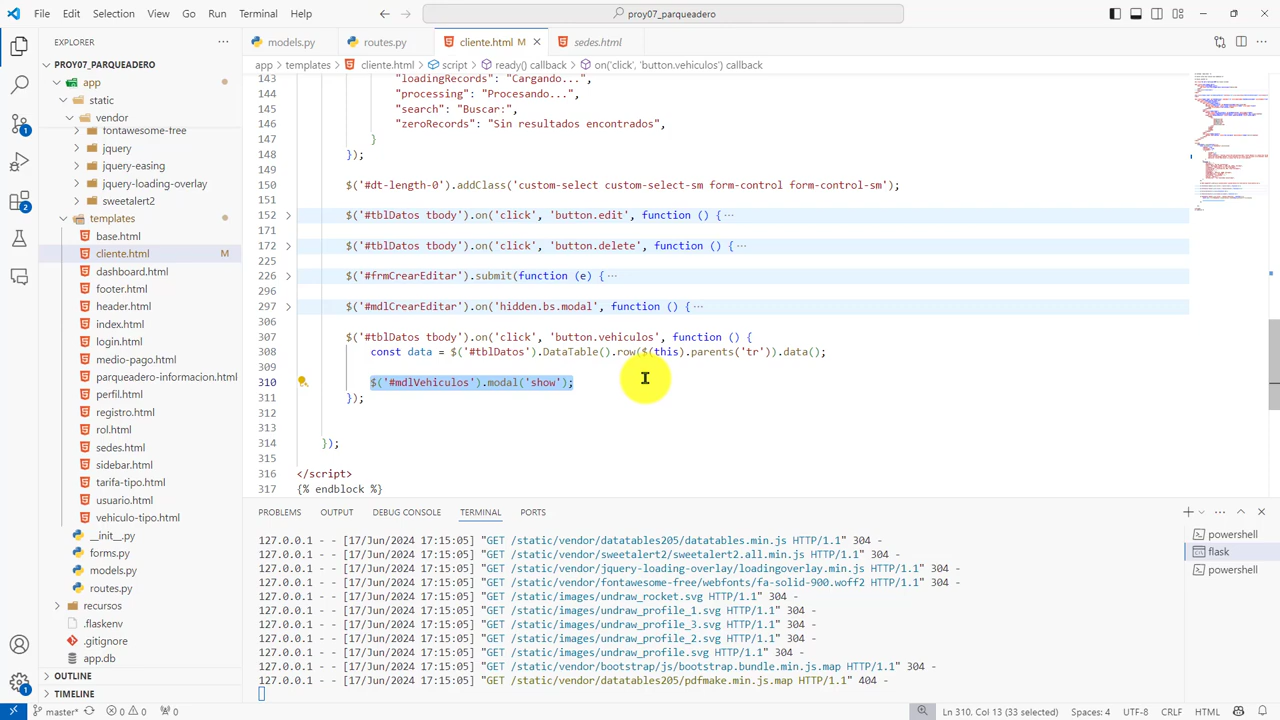 File Edit Selection View Go Run Terminal Help
proy07_parqueadero
EXPLORER
models.py
routes.py
cliente.html M
sedes.html
PROY07_PARQUEADERO
app > templates > cliente.html > script > ready() callback > on('click', 'button.vehiculos') callback
app
static
vendor
fontawesome-free
jquery
jquery-easing
jquery-loading-overlay
sweetalert2
templates
base.html
cliente.html M
dashboard.html
footer.html
header.html
index.html
login.html
medio-pago.html
parqueadero-informacion.html
perfil.html
registro.html
rol.html
sedes.html
sidebar.html
tarifa-tipo.html
usuario.html
vehiculo-tipo.html
__init__.py
forms.py
models.py
routes.py
recursos
.flaskenv
.gitignore
app.db
OUTLINE
TIMELINE
143 "loadingRecords": "Cargando...",
144 "processing": "Procesando...",
145 "search": "Buscar:",
146 "zeroRecords": "Sin resultados encontrados",
147 }
148 });
149
150
151
152 $('#tblDatos tbody').on('click', 'button.edit', function () {···
171
172 $('#tblDatos tbody').on('click', 'button.delete', function () {···
225
226 $('#frmCrearEditar').submit(function (e) {···
296
297 $('#mdlCrearEditar').on('hidden.bs.modal', function () {···
306
307 $('#tblDatos tbody').on('click', 'button.vehiculos', function () {
308 const data = $('#tblDatos').DataTable().row($(this).parents('tr')).data();
309
310 $('#mdlVehiculos').modal('show');
311 });
312
313
314 });
315
316 </script>
317 {% endblock %}
PROBLEMS OUTPUT DEBUG CONSOLE TERMINAL PORTS
127.0.0.1 - - [17/Jun/2024 17:15:05] "GET /static/vendor/datatables205/datatables.min.js HTTP/1.1" 304 -
127.0.0.1 - - [17/Jun/2024 17:15:05] "GET /static/vendor/sweetalert2/sweetalert2.all.min.js HTTP/1.1" 304 -
127.0.0.1 - - [17/Jun/2024 17:15:05] "GET /static/vendor/jquery-loading-overlay/loadingoverlay.min.js HTTP/1.1" 304 -
127.0.0.1 - - [17/Jun/2024 17:15:05] "GET /static/vendor/fontawesome-free/webfonts/fa-solid-900.woff2 HTTP/1.1" 304 -
127.0.0.1 - - [17/Jun/2024 17:15:05] "GET /static/images/undraw_rocket.svg HTTP/1.1" 304 -
127.0.0.1 - - [17/Jun/2024 17:15:05] "GET /static/images/undraw_profile_1.svg HTTP/1.1" 304 -
127.0.0.1 - - [17/Jun/2024 17:15:05] "GET /static/images/undraw_profile_3.svg HTTP/1.1" 304 -
127.0.0.1 - - [17/Jun/2024 17:15:05] "GET /static/images/undraw_profile_2.svg HTTP/1.1" 304 -
127.0.0.1 - - [17/Jun/2024 17:15:05] "GET /static/images/undraw_profile.svg HTTP/1.1" 304 -
127.0.0.1 - - [17/Jun/2024 17:15:05] "GET /static/vendor/bootstrap/js/bootstrap.bundle.min.js.map HTTP/1.1" 304 -
127.0.0.1 - - [17/Jun/2024 17:15:05] "GET /static/vendor/datatables205/pdfmake.min.js.map HTTP/1.1" 404 -
powershell
flask
powershell
master* 0 0 0 Ln 310, Col 13 (33 selected) Spaces: 4 UTF-8 CRLF HTML